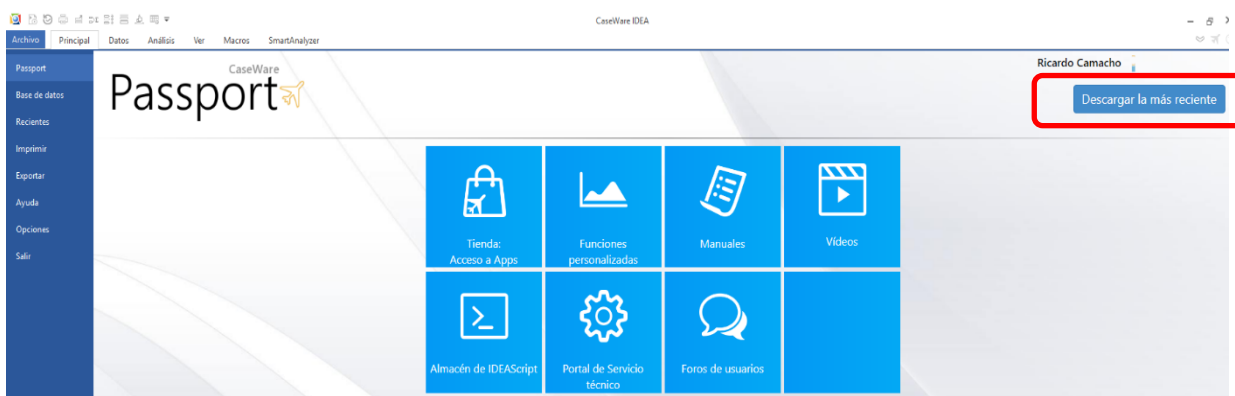 CaseWare IDEA
Archivo Principal Datos Análisis Ver Macros SmartAnalyzer
Passport
Base de datos
Recientes
Imprimir
Exportar
Ayuda
Opciones
Salir
CaseWare
Passport
Ricardo Camacho
Descargar la más reciente
Tienda:
Acceso a Apps
Funciones
personalizadas
Manuales
Vídeos
Almacén de IDEAScript
Portal de Servicio
técnico
Foros de usuarios